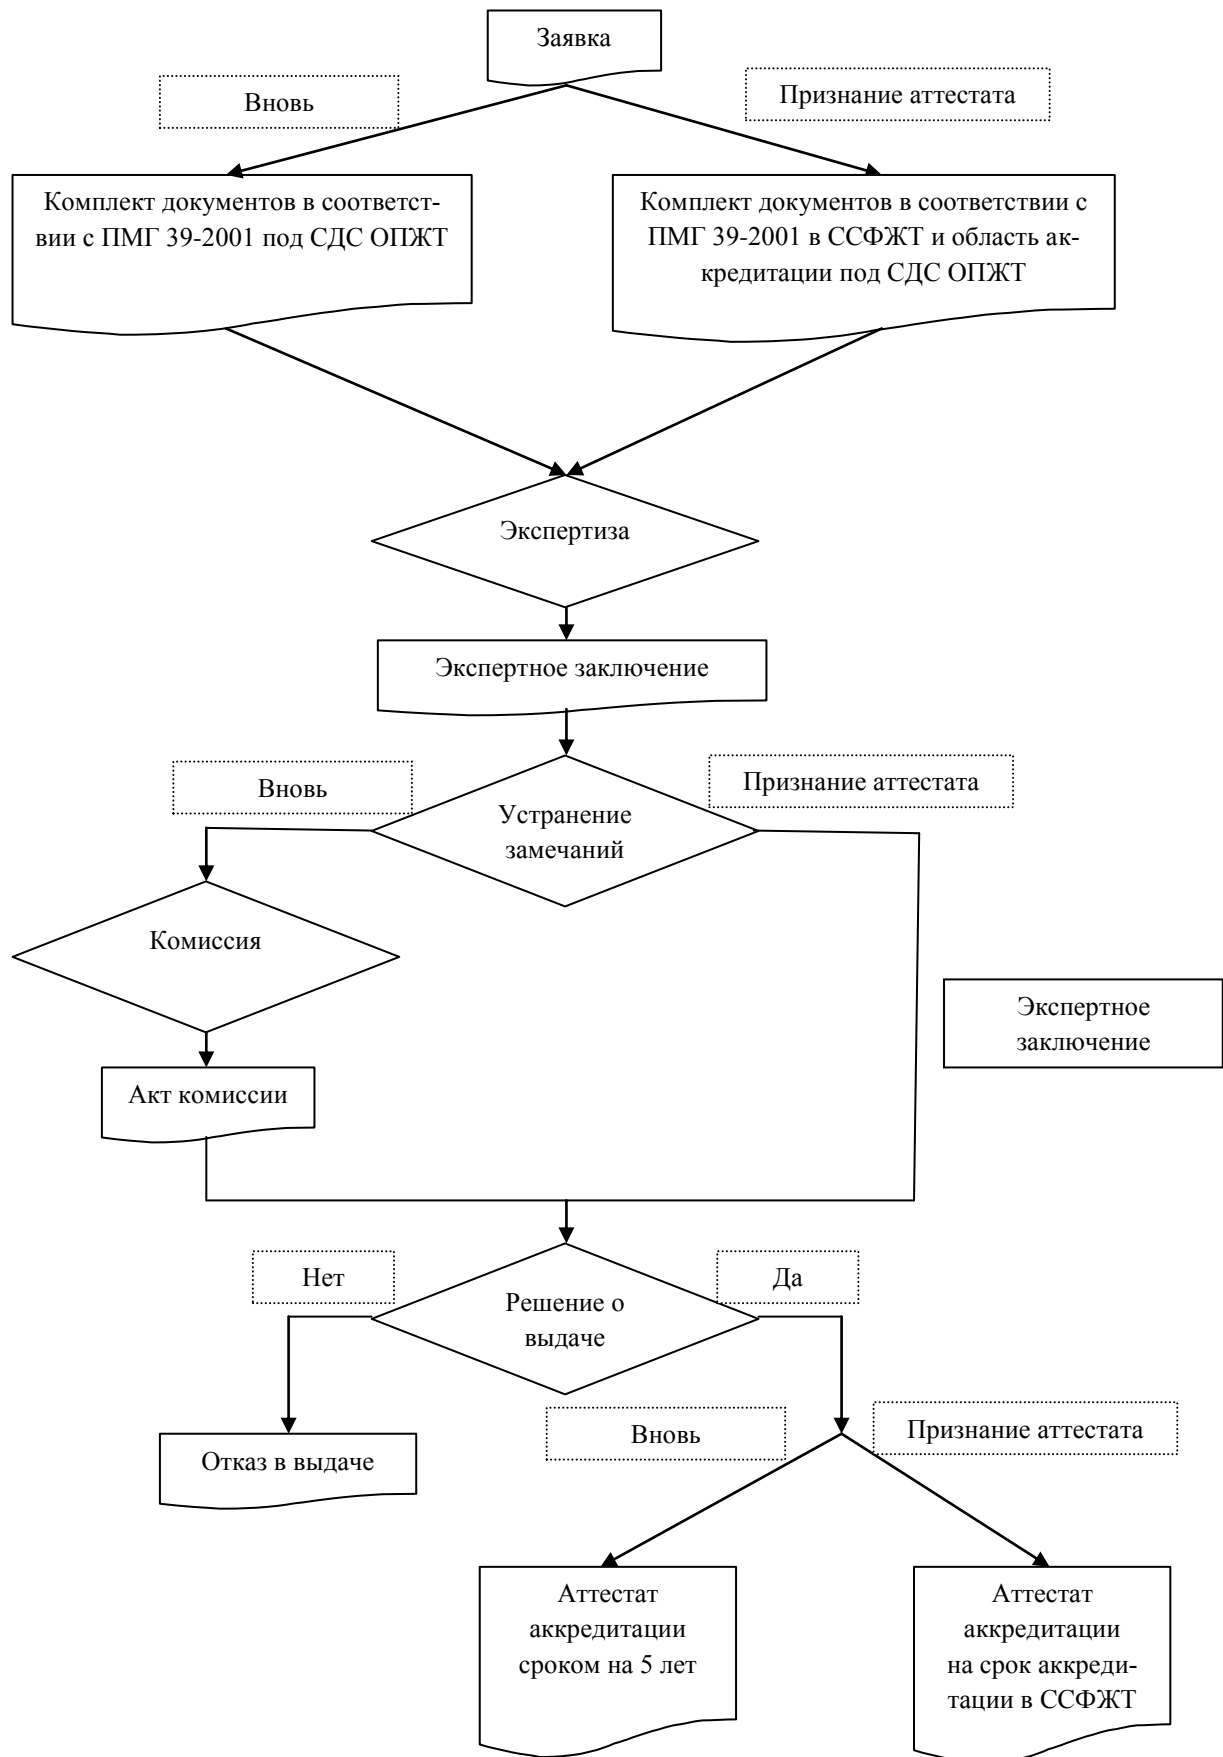 Заявка
Вновь
Признание аттестата
Комплект документов в соответст-
вии с ПМГ 39-2001 под СДС ОПЖТ
Комплект документов в соответствии с
ПМГ 39-2001 в ССФЖТ и область ак-
кредитации под СДС ОПЖТ
Экспертиза
Экспертное заключение
Вновь
Признание аттестата
Устранение
замечаний
Комиссия
Экспертное
заключение
Акт комиссии
Нет
Да
Решение о
выдаче
Вновь
Признание аттестата
Отказ в выдаче
Аттестат
аккредитации
сроком на 5 лет
Аттестат
аккредитации
на срок аккреди-
тации в ССФЖТ